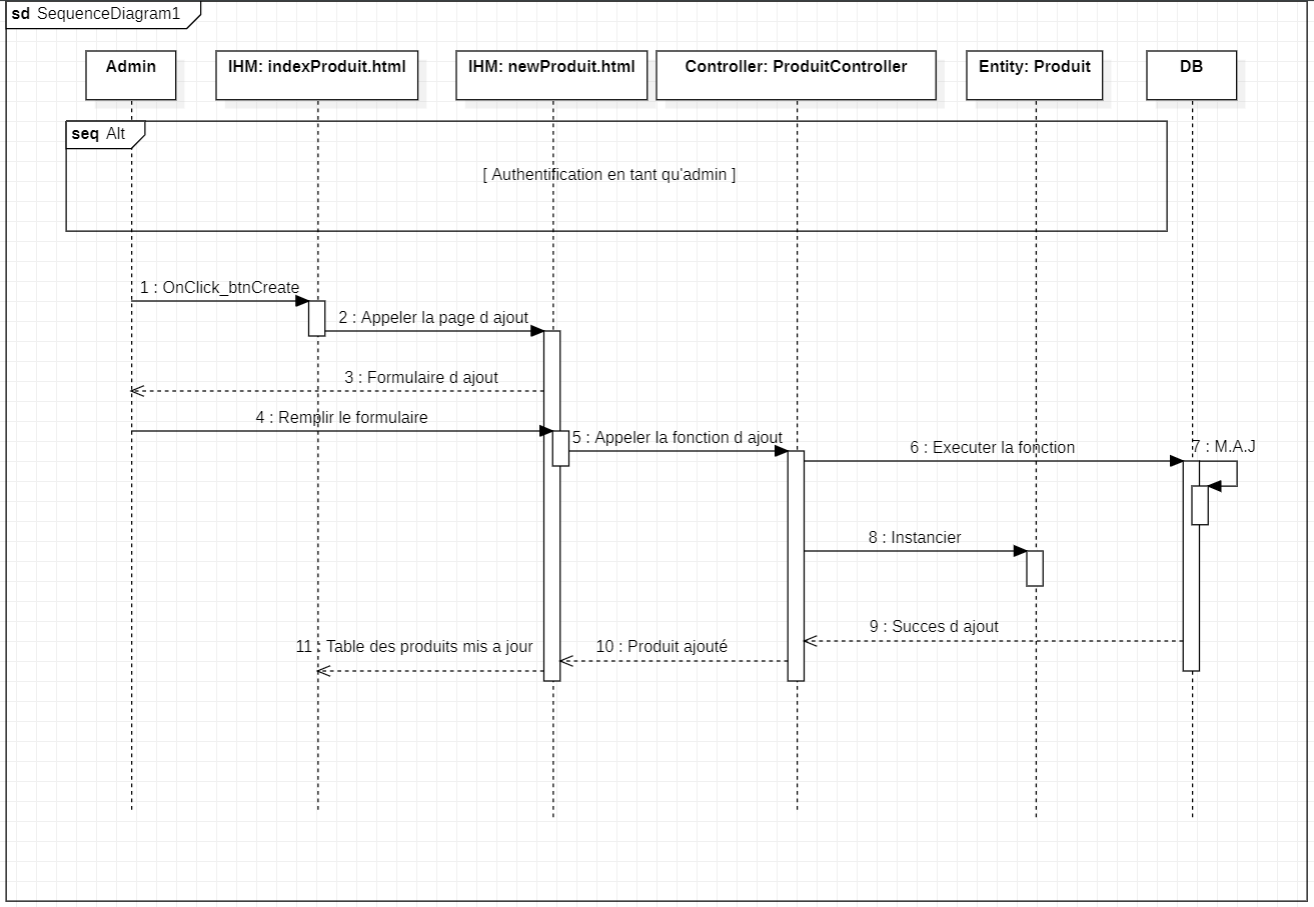 sd SequenceDiagram1
Admin
IHM: indexProduit.html
IHM: newProduit.html
Controller: ProduitController
Entity: Produit
DB
seq Alt
[ Authentification en tant qu'admin ]
1 : OnClick_btnCreate
2 : Appeler la page d ajout
3 : Formulaire d ajout
4 : Remplir le formulaire
5 : Appeler la fonction d ajout
6 : Executer la fonction
7 : M.A.J
8 : Instancier
9 : Succes d ajout
10 : Produit ajouté
11 : Table des produits mis a jour